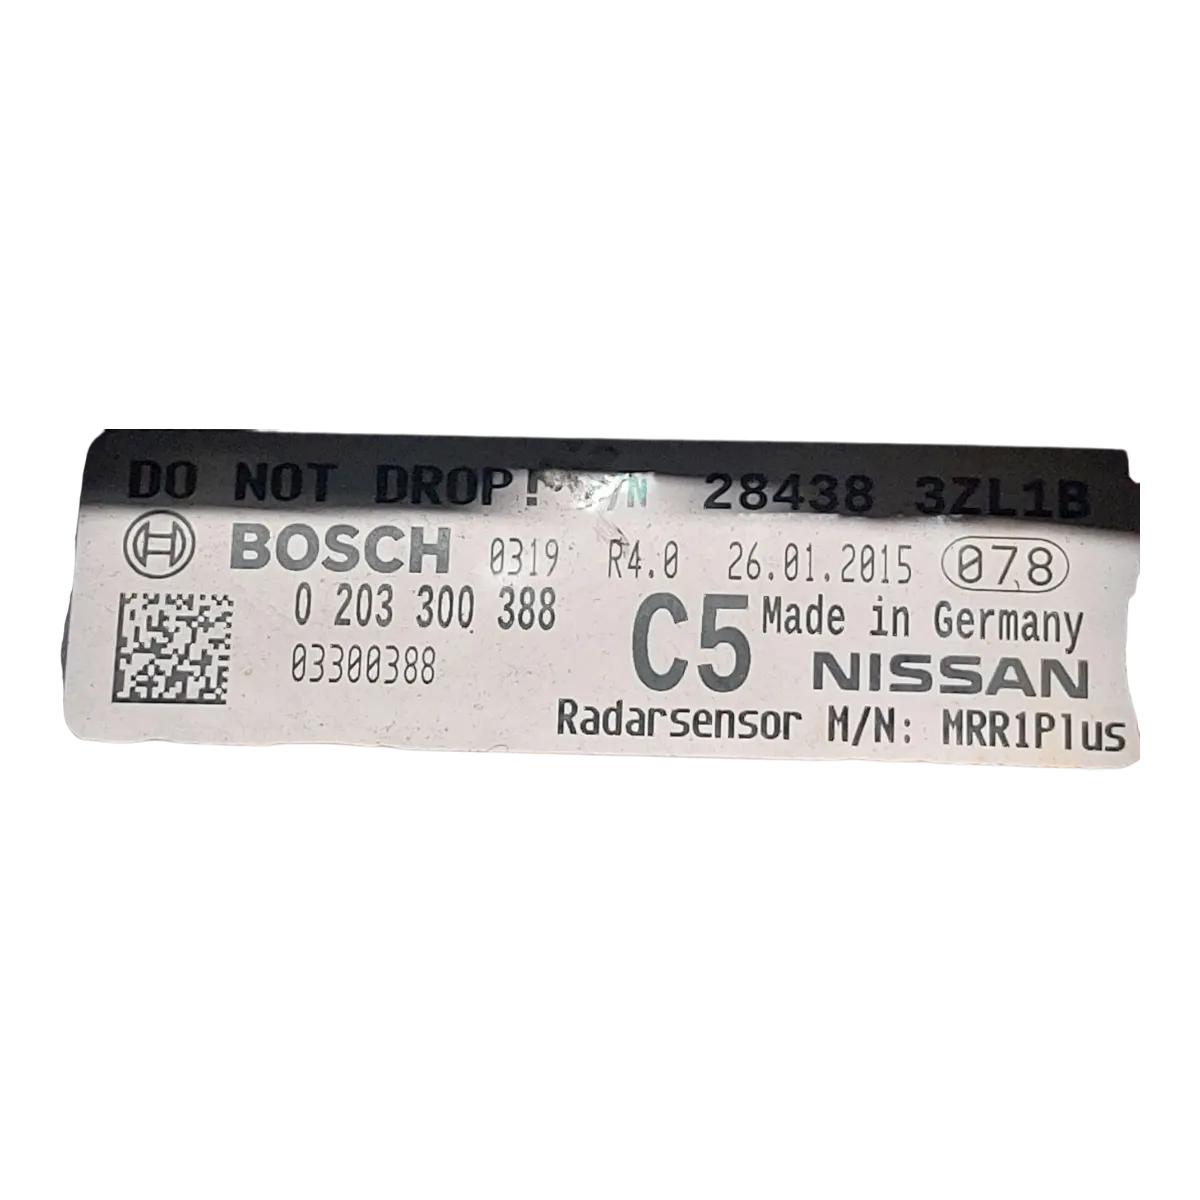 DO NOT DROP! P/N 28438 3ZL1B
BOSCH 0319 R4.0 26.01.2015 078
0 203 300 388 C5 Made in Germany
03300388 NISSAN
Radarsensor M/N: MRR1Plus